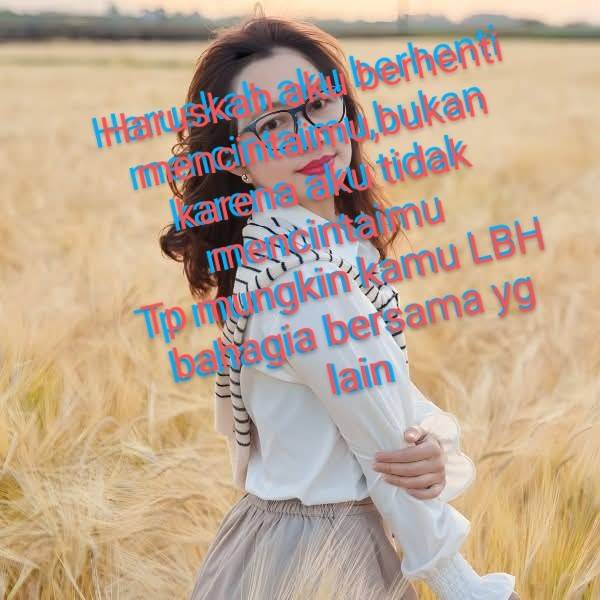 Haruskah aku berhenti
mencintaimu,bukan
karena aku tidak
mencintaimu
Tp mungkin kamu LBH
bahagia bersama yg
lain